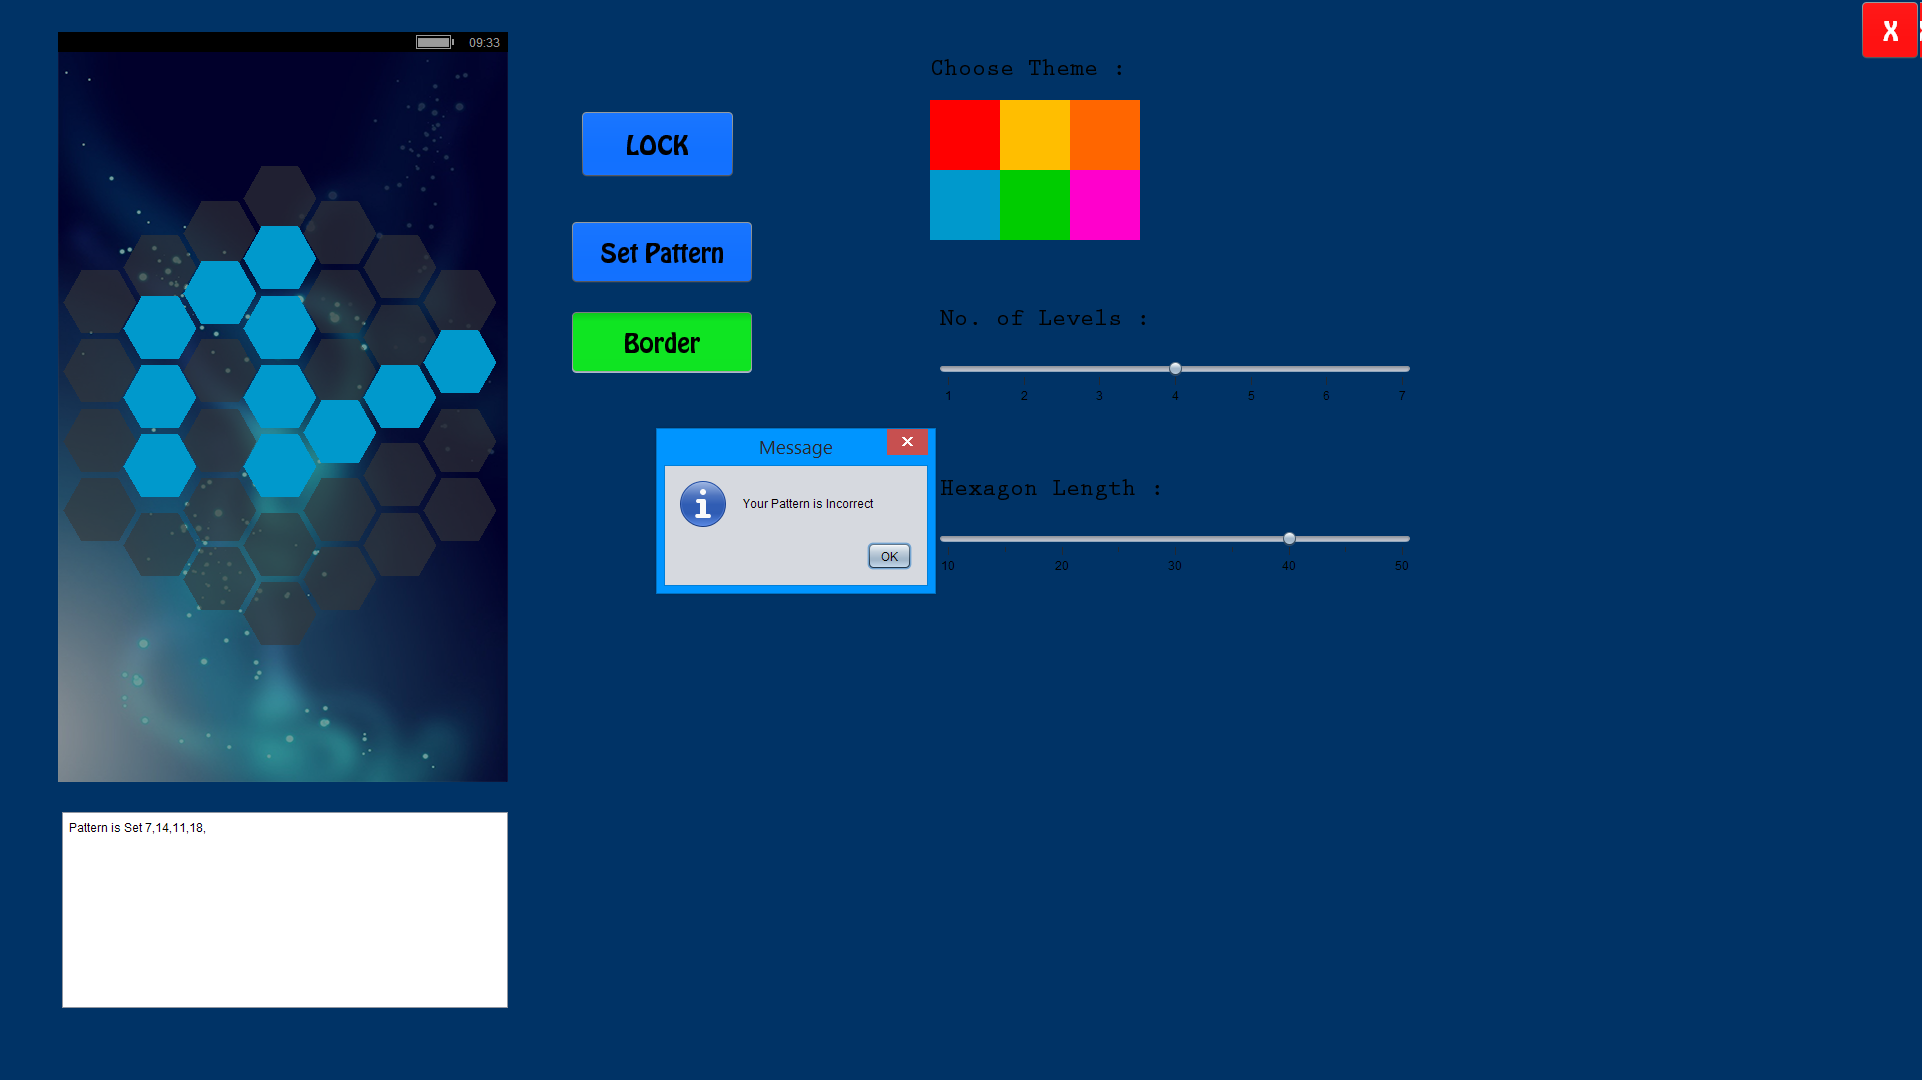 09:33
X
Choose Theme :
LOCK
Set Pattern
Border
No. of Levels :
1 2 3 4 5 6 7
Message
Your Pattern is Incorrect
OK
Hexagon Length :
10 20 30 40 50
Pattern is Set 7,14,11,18,